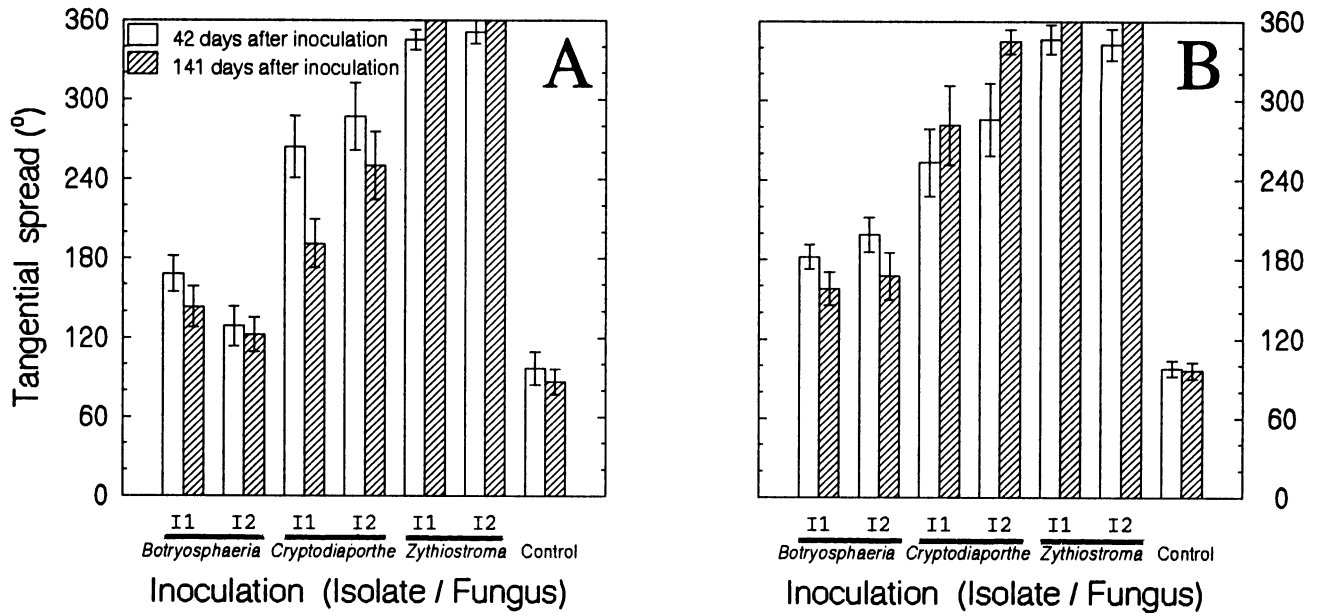 Tangential spread (º)
360
300
240
180
120
60
0
42 days after inoculation
141 days after inoculation
A
I1 I2 I1 I2 I1 I2
Botryosphaeria Cryptodiaporthe Zythiostroma Control
Inoculation (Isolate / Fungus)
B
360
300
240
180
120
60
0
I1 I2 I1 I2 I1 I2
Botryosphaeria Cryptodiaporthe Zythiostroma Control
Inoculation (Isolate / Fungus)